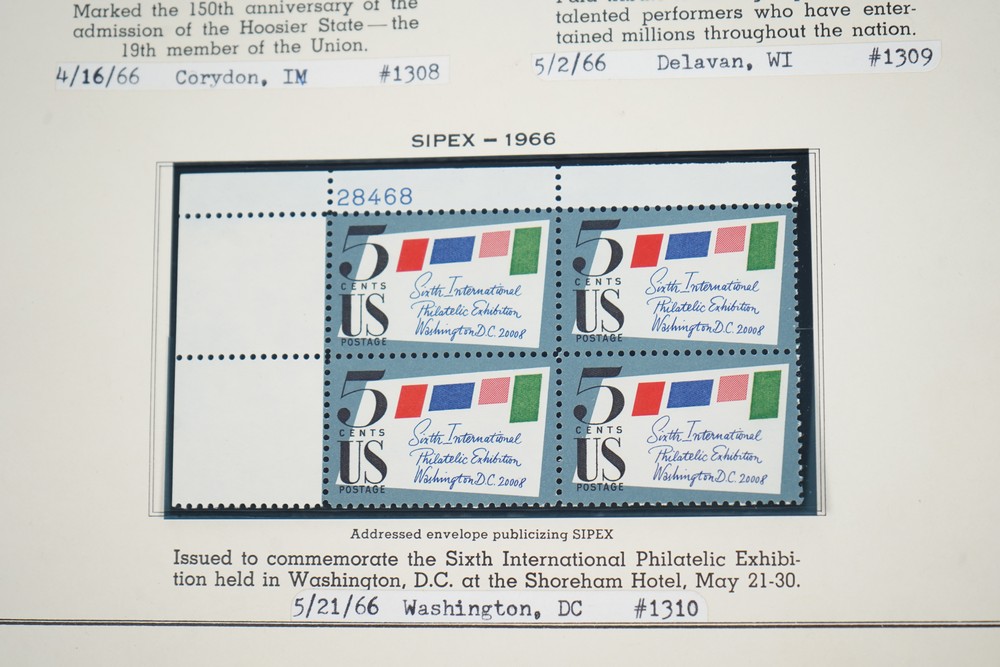 Marked the 150th anniversary of the
admission of the Hoosier State — the
19th member of the Union.
4/16/66 Corydon, IN #1308
talented performers who have enter-
tained millions throughout the nation.
5/2/66 Delavan, WI #1309
SIPEX — 1966
28468
5
CENTS
US
POSTAGE
Sixth International
Philatelic Exhibition
Washington D.C. 20008
5
CENTS
US
POSTAGE
Sixth International
Philatelic Exhibition
Washington D.C. 20008
5
CENTS
US
POSTAGE
Sixth International
Philatelic Exhibition
Washington D.C. 20008
5
CENTS
US
POSTAGE
Sixth International
Philatelic Exhibition
Washington D.C. 20008
Addressed envelope publicizing SIPEX
Issued to commemorate the Sixth International Philatelic Exhibi-
tion held in Washington, D.C. at the Shoreham Hotel, May 21-30.
5/21/66 Washington, DC #1310